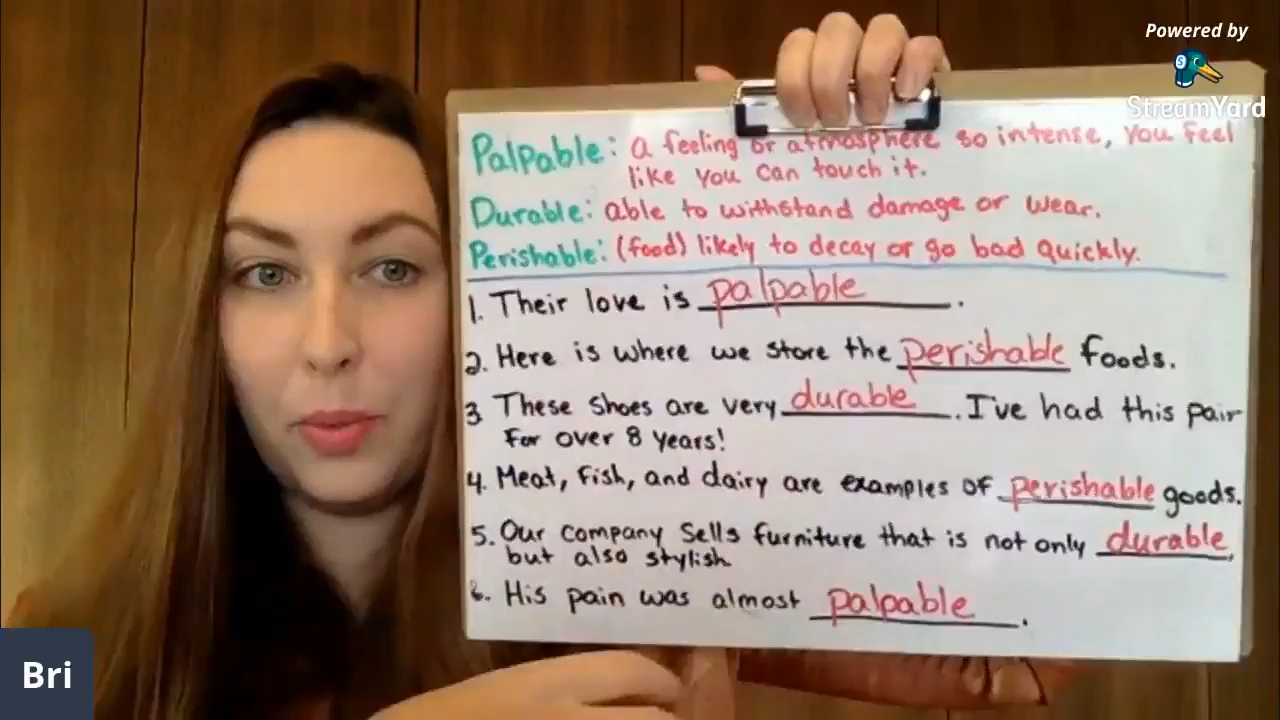 Powered by
StreamYard
Palpable: a feeling or atmosphere so intense, you feel
like you can touch it.
Durable: able to withstand damage or wear.
Perishable: (food) likely to decay or go bad quickly.
1. Their love is palpable.
2. Here is where we store the perishable foods.
3 These shoes are very durable. I've had this pair
for over 8 years!
4. Meat, fish, and dairy are examples of perishable goods.
5. Our company sells furniture that is not only durable,
but also stylish.
6. His pain was almost palpable.
Bri